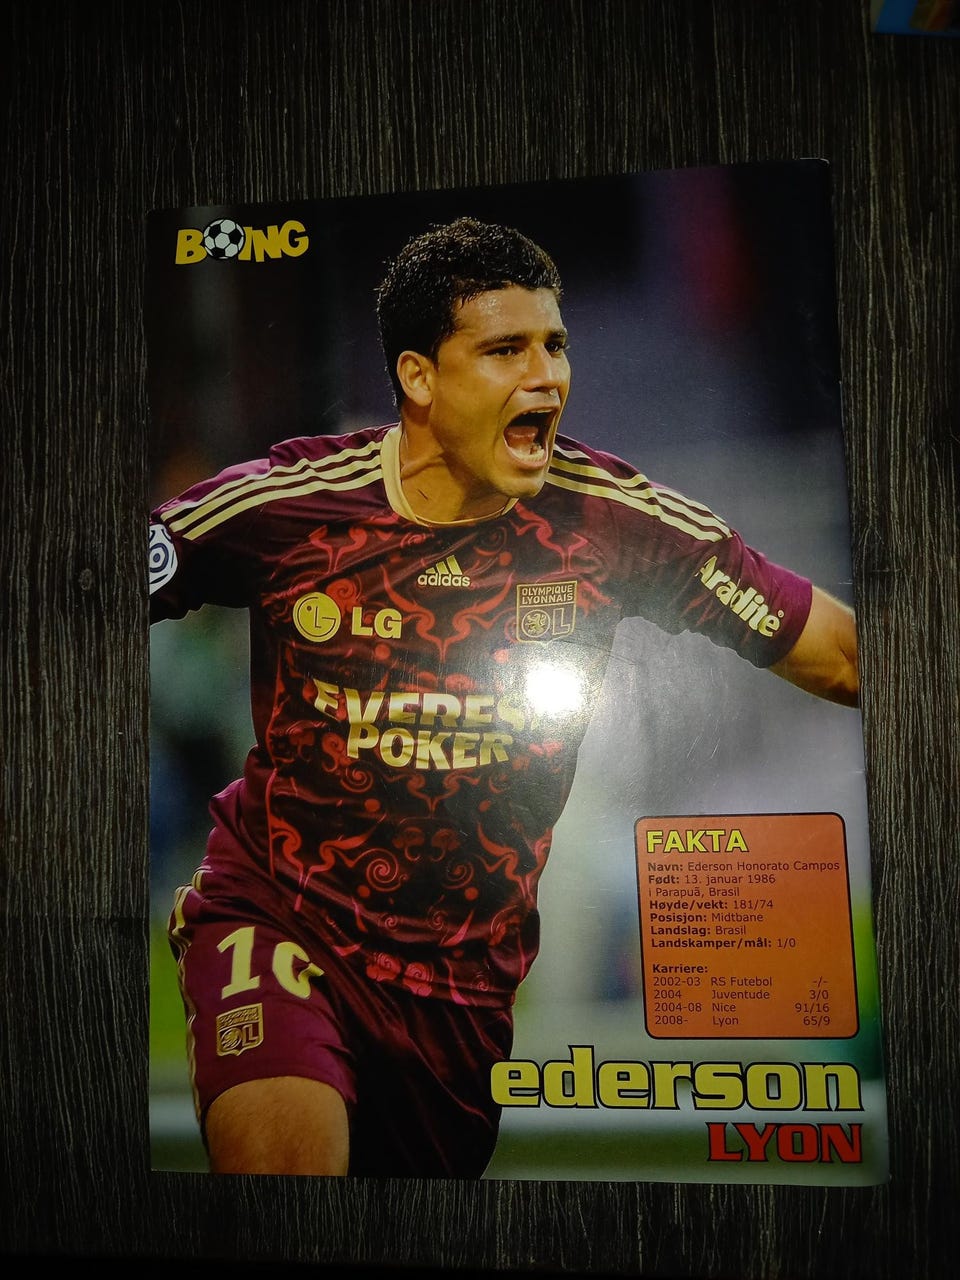 BOING
adidas
OLYMPIQUE
LYONNAIS
OL
LG
Araldite
POKER
10
OL
FAKTA
Navn: Ederson Honorato Campos
Født: 13. januar 1986
i Parapuã, Brasil
Høyde/vekt: 181/74
Posisjon: Midtbane
Landslag: Brasil
Landskamper/mål: 1/0
Karriere:
2002-03 RS Futebol -/-
2004 Juventude 3/0
2004-08 Nice 91/16
2008- Lyon 65/9
ederson
LYON